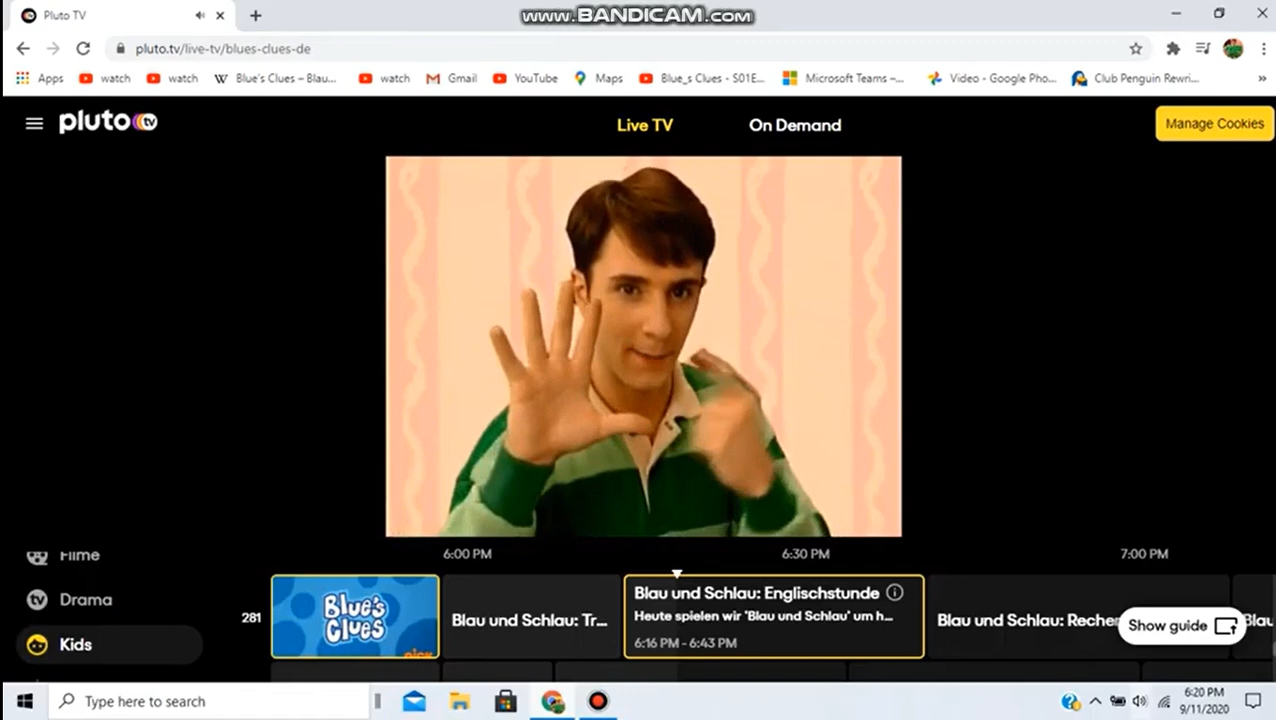 Pluto TV
www.BANDICAM.com
pluto.tv/live-tv/blues-clues-de
Apps
watch
watch
Blue's Clues – Blau...
watch
Gmail
YouTube
Maps
Blue_s Clues - S01E...
Microsoft Teams –...
Video - Google Pho...
Club Penguin Rewri...
»
pluto tv
Live TV
On Demand
Manage Cookies
6:00 PM
6:30 PM
7:00 PM
Filme
Drama
Kids
281
BLUE'S CLUES
nick
Blau und Schlau: Tr...
Blau und Schlau: Englischstunde
Heute spielen wir 'Blau und Schlau' um h...
6:16 PM - 6:43 PM
Blau und Schlau: Recher
Show guide
Blau
Type here to search
6:20 PM
9/11/2020